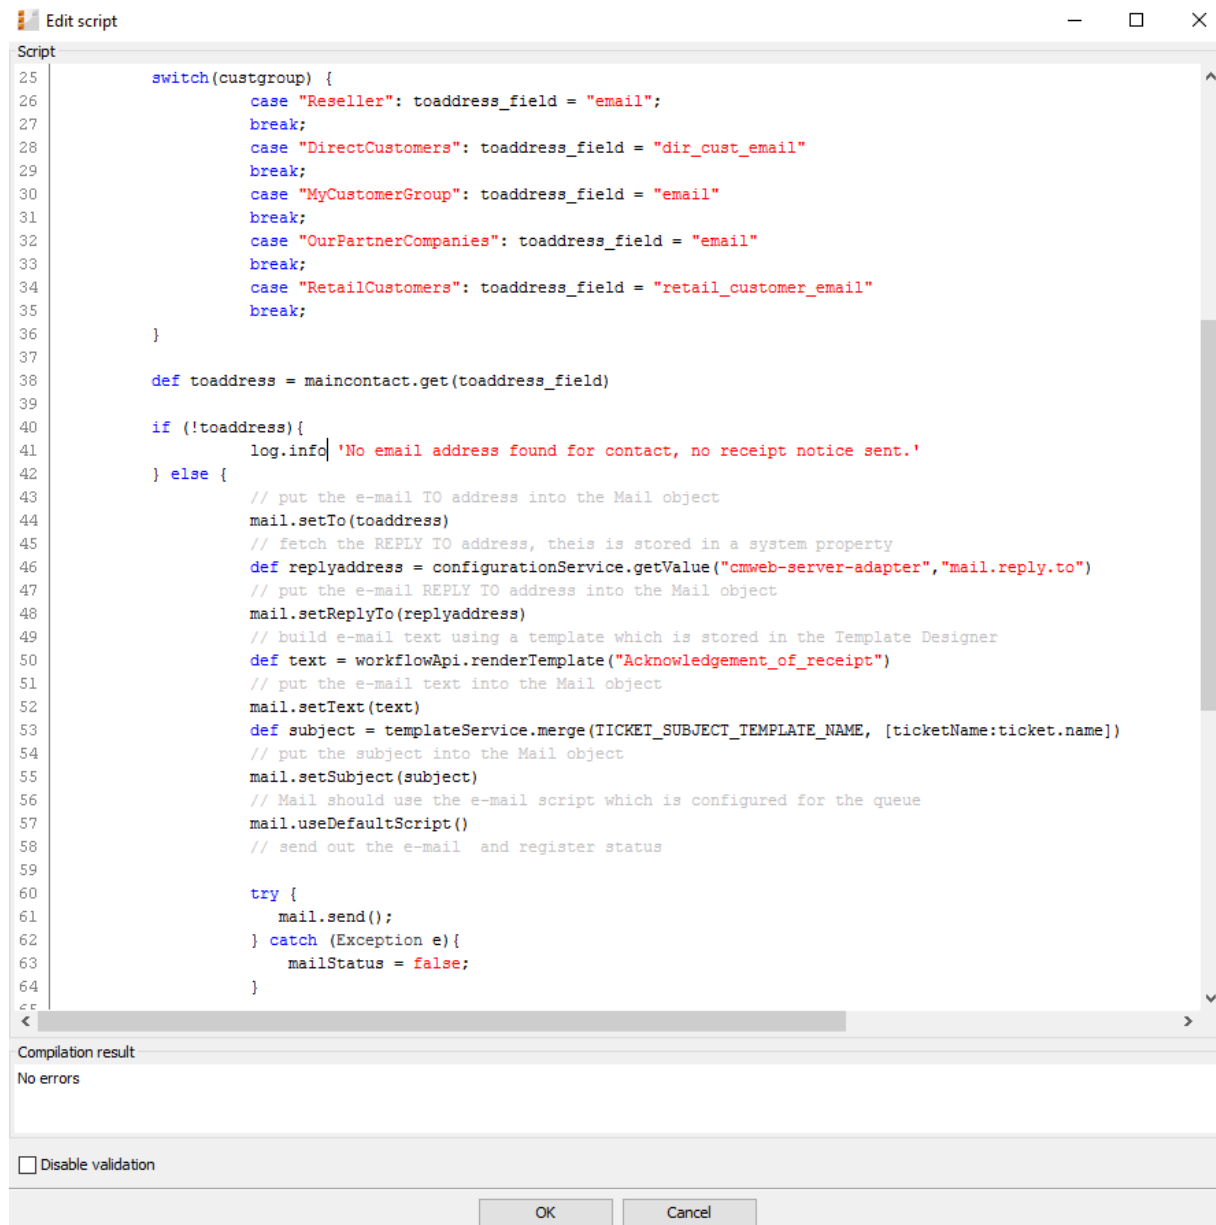 Edit script
Script
25 switch(custgroup) {
26 case "Reseller": toaddress_field = "email";
27 break;
28 case "DirectCustomers": toaddress_field = "dir_cust_email"
29 break;
30 case "MyCustomerGroup": toaddress_field = "email"
31 break;
32 case "OurPartnerCompanies": toaddress_field = "email"
33 break;
34 case "RetailCustomers": toaddress_field = "retail_customer_email"
35 break;
36 }
37
38 def toaddress = maincontact.get(toaddress_field)
39
40 if (!toaddress){
41 log.info 'No email address found for contact, no receipt notice sent.'
42 } else {
43 // put the e-mail TO address into the Mail object
44 mail.setTo(toaddress)
45 // fetch the REPLY TO address, theis is stored in a system property
46 def replyaddress = configurationService.getValue("cmweb-server-adapter","mail.reply.to")
47 // put the e-mail REPLY TO address into the Mail object
48 mail.setReplyTo(replyaddress)
49 // build e-mail text using a template which is stored in the Template Designer
50 def text = workflowApi.renderTemplate("Acknowledgement_of_receipt")
51 // put the e-mail text into the Mail object
52 mail.setText(text)
53 def subject = templateService.merge(TICKET_SUBJECT_TEMPLATE_NAME, [ticketName:ticket.name])
54 // put the subject into the Mail object
55 mail.setSubject(subject)
56 // Mail should use the e-mail script which is configured for the queue
57 mail.useDefaultScript()
58 // send out the e-mail  and register status
59
60 try {
61 mail.send();
62 } catch (Exception e){
63 mailStatus = false;
64 }
65
Compilation result
No errors
Disable validation
OK Cancel